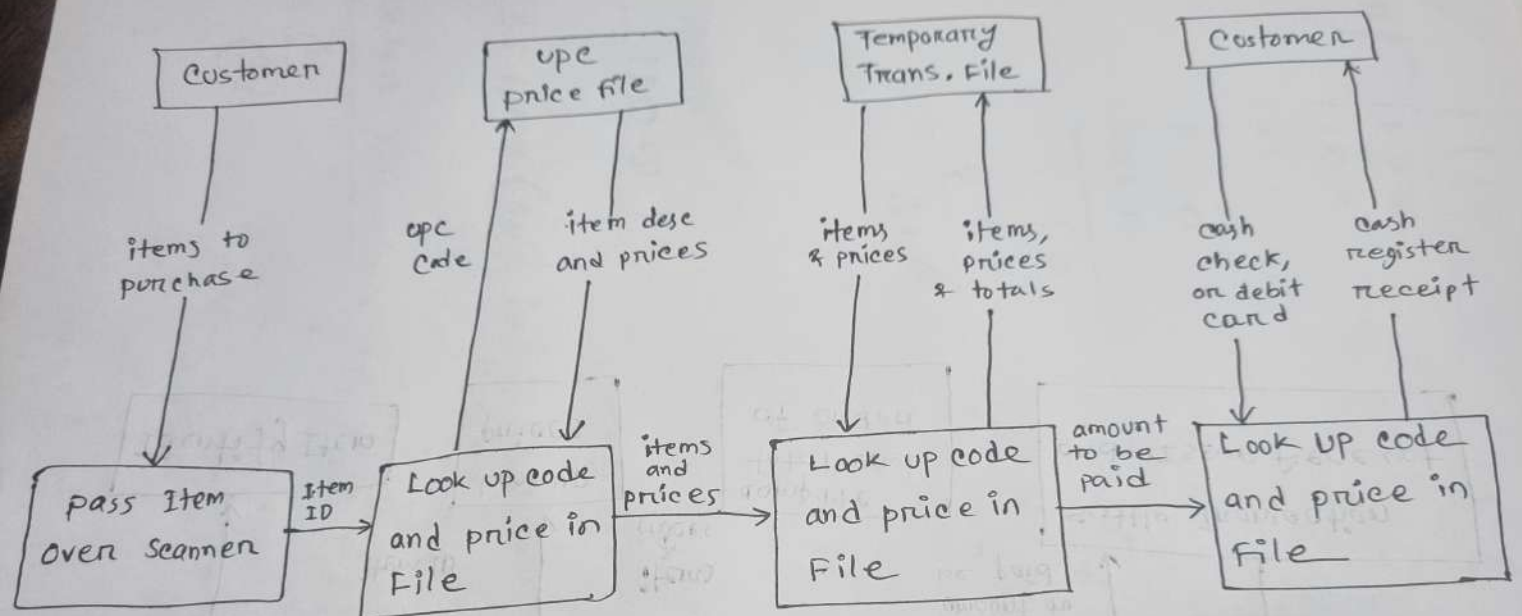 Customer
upc
price file
Temporary
Trans. File
Customer
items to
purchase
upc
code
item desc
and prices
items
& prices
items,
prices
& totals
cash
check,
or debit
card
cash
register
receipt
pass Item
over scanner
Item
ID
Look up code
and price in
File
items
and
prices
Look up code
and price in
File
amount
to be
paid
Look up code
and price in
File